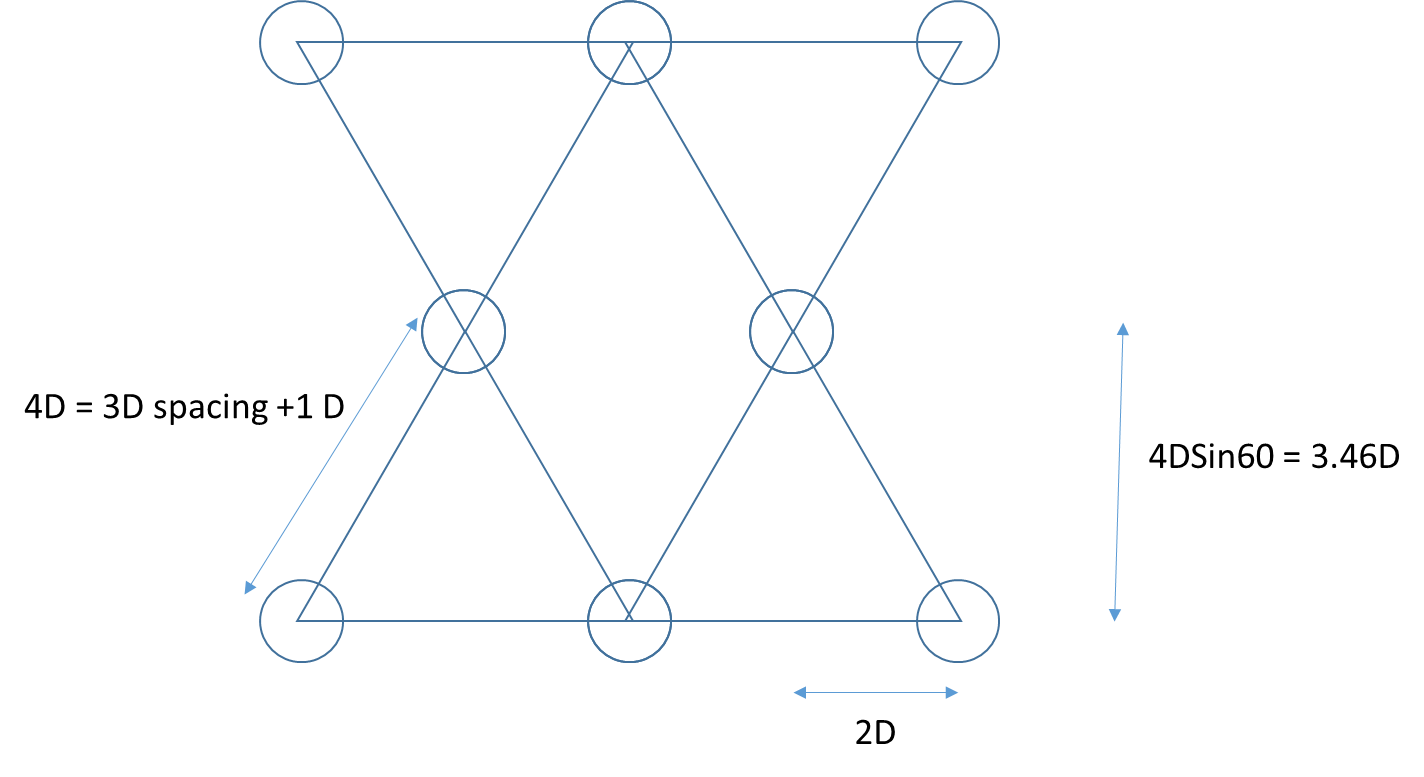 4D = 3D spacing +1 D
4DSin60 = 3.46D
2D